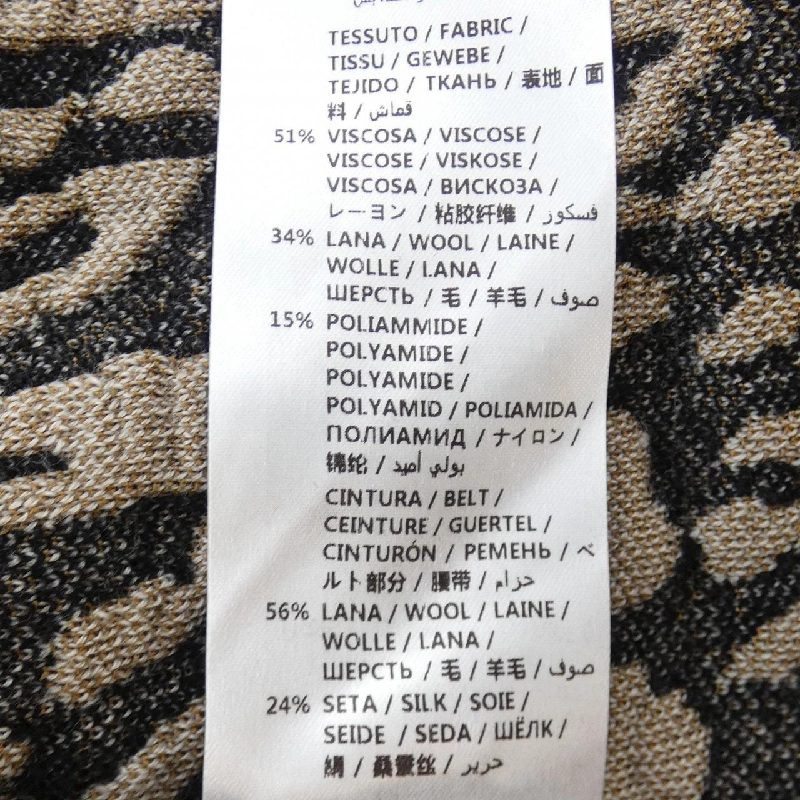 TESSUTO / FABRIC /
TISSU / GEWEBE /
TEJIDO / ТКАНЬ / 表地 / 面
料 / قماش
51% VISCOSA / VISCOSE /
VISCOSE / VISKOSE /
VISCOSA / ВИСКОЗА /
レーヨン / 粘胶纤维 / فسكوز
34% LANA / WOOL / LAINE /
WOLLE / LANA /
ШЕРСТЬ / 毛 / 羊毛 / صوف
15% POLIAMMIDE /
POLYAMIDE /
POLYAMIDE /
POLYAMID / POLIAMIDA /
ПОЛИАМИД / ナイロン /
锦纶 / بولي أميد
CINTURA / BELT /
CEINTURE / GUERTEL /
CINTURÓN / РЕМЕНЬ / ベ
ルト部分 / 腰带 / حزام
56% LANA / WOOL / LAINE /
WOLLE / LANA /
ШЕРСТЬ / 毛 / 羊毛 / صوف
24% SETA / SILK / SOIE /
SEIDE / SEDA / ШЁЛК /
絹 / 桑蚕丝 / حرير